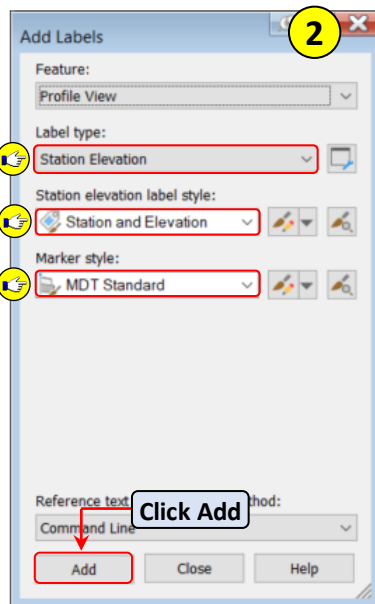 2
Add Labels
Feature:
Profile View
Label type:
Station Elevation
Station elevation label style:
Station and Elevation
Marker style:
MDT Standard
Reference text thod:
Click Add
Command Line
Add Close Help